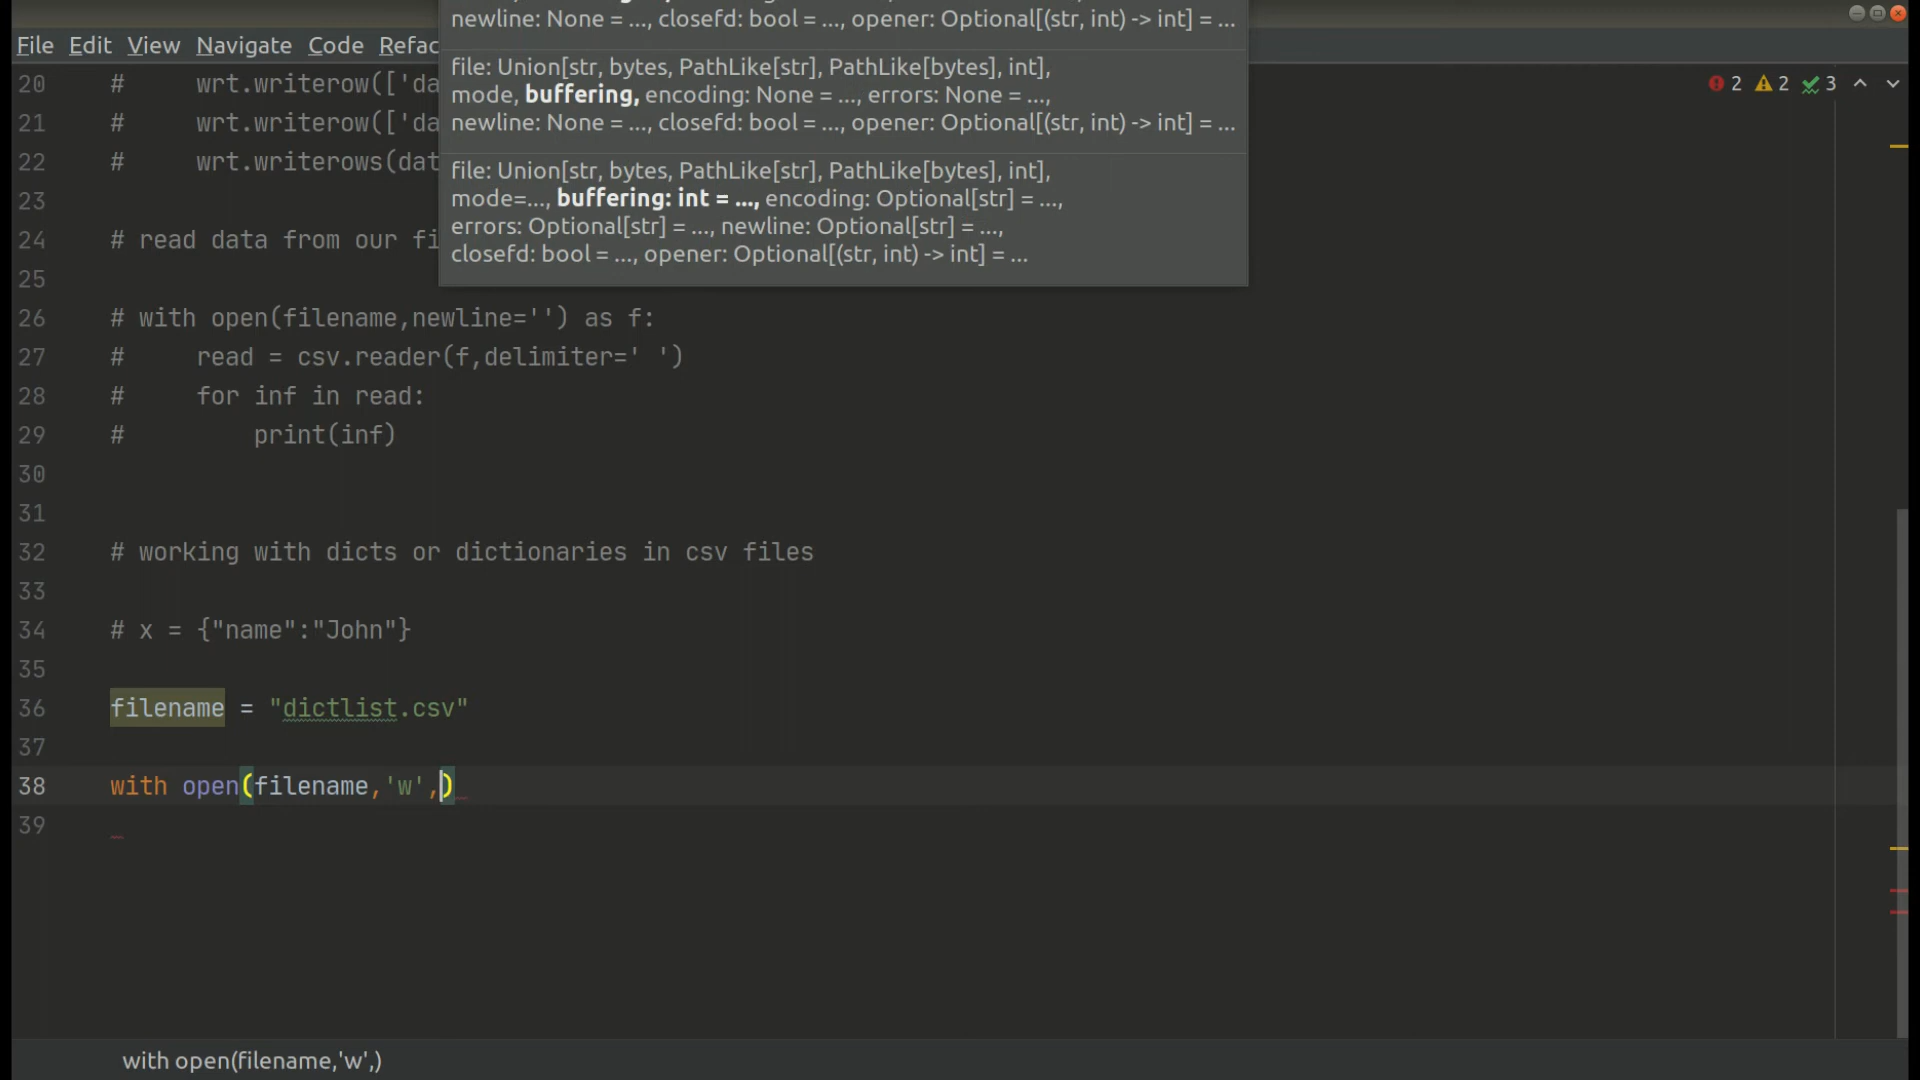 newline: None = ..., closefd: bool = ..., opener: Optional[(str, int) -> int] = ...
File Edit View Navigate Code Refac
file: Union[str, bytes, PathLike[str], PathLike[bytes], int],
mode, buffering, encoding: None = ..., errors: None = ...,
newline: None = ..., closefd: bool = ..., opener: Optional[(str, int) -> int] = ...
2 2 3
file: Union[str, bytes, PathLike[str], PathLike[bytes], int],
mode=..., buffering: int = ..., encoding: Optional[str] = ...,
errors: Optional[str] = ..., newline: Optional[str] = ...,
closefd: bool = ..., opener: Optional[(str, int) -> int] = ...
20 # wrt.writerow(['da
21 # wrt.writerow(['da
22 # wrt.writerows(dat
23
24 # read data from our fi
25
26 # with open(filename,newline='') as f:
27 # read = csv.reader(f,delimiter=' ')
28 # for inf in read:
29 # print(inf)
30
31
32 # working with dicts or dictionaries in csv files
33
34 # x = {"name":"John"}
35
36 filename = "dictlist.csv"
37
38 with open(filename,'w',)
39
with open(filename,'w',)